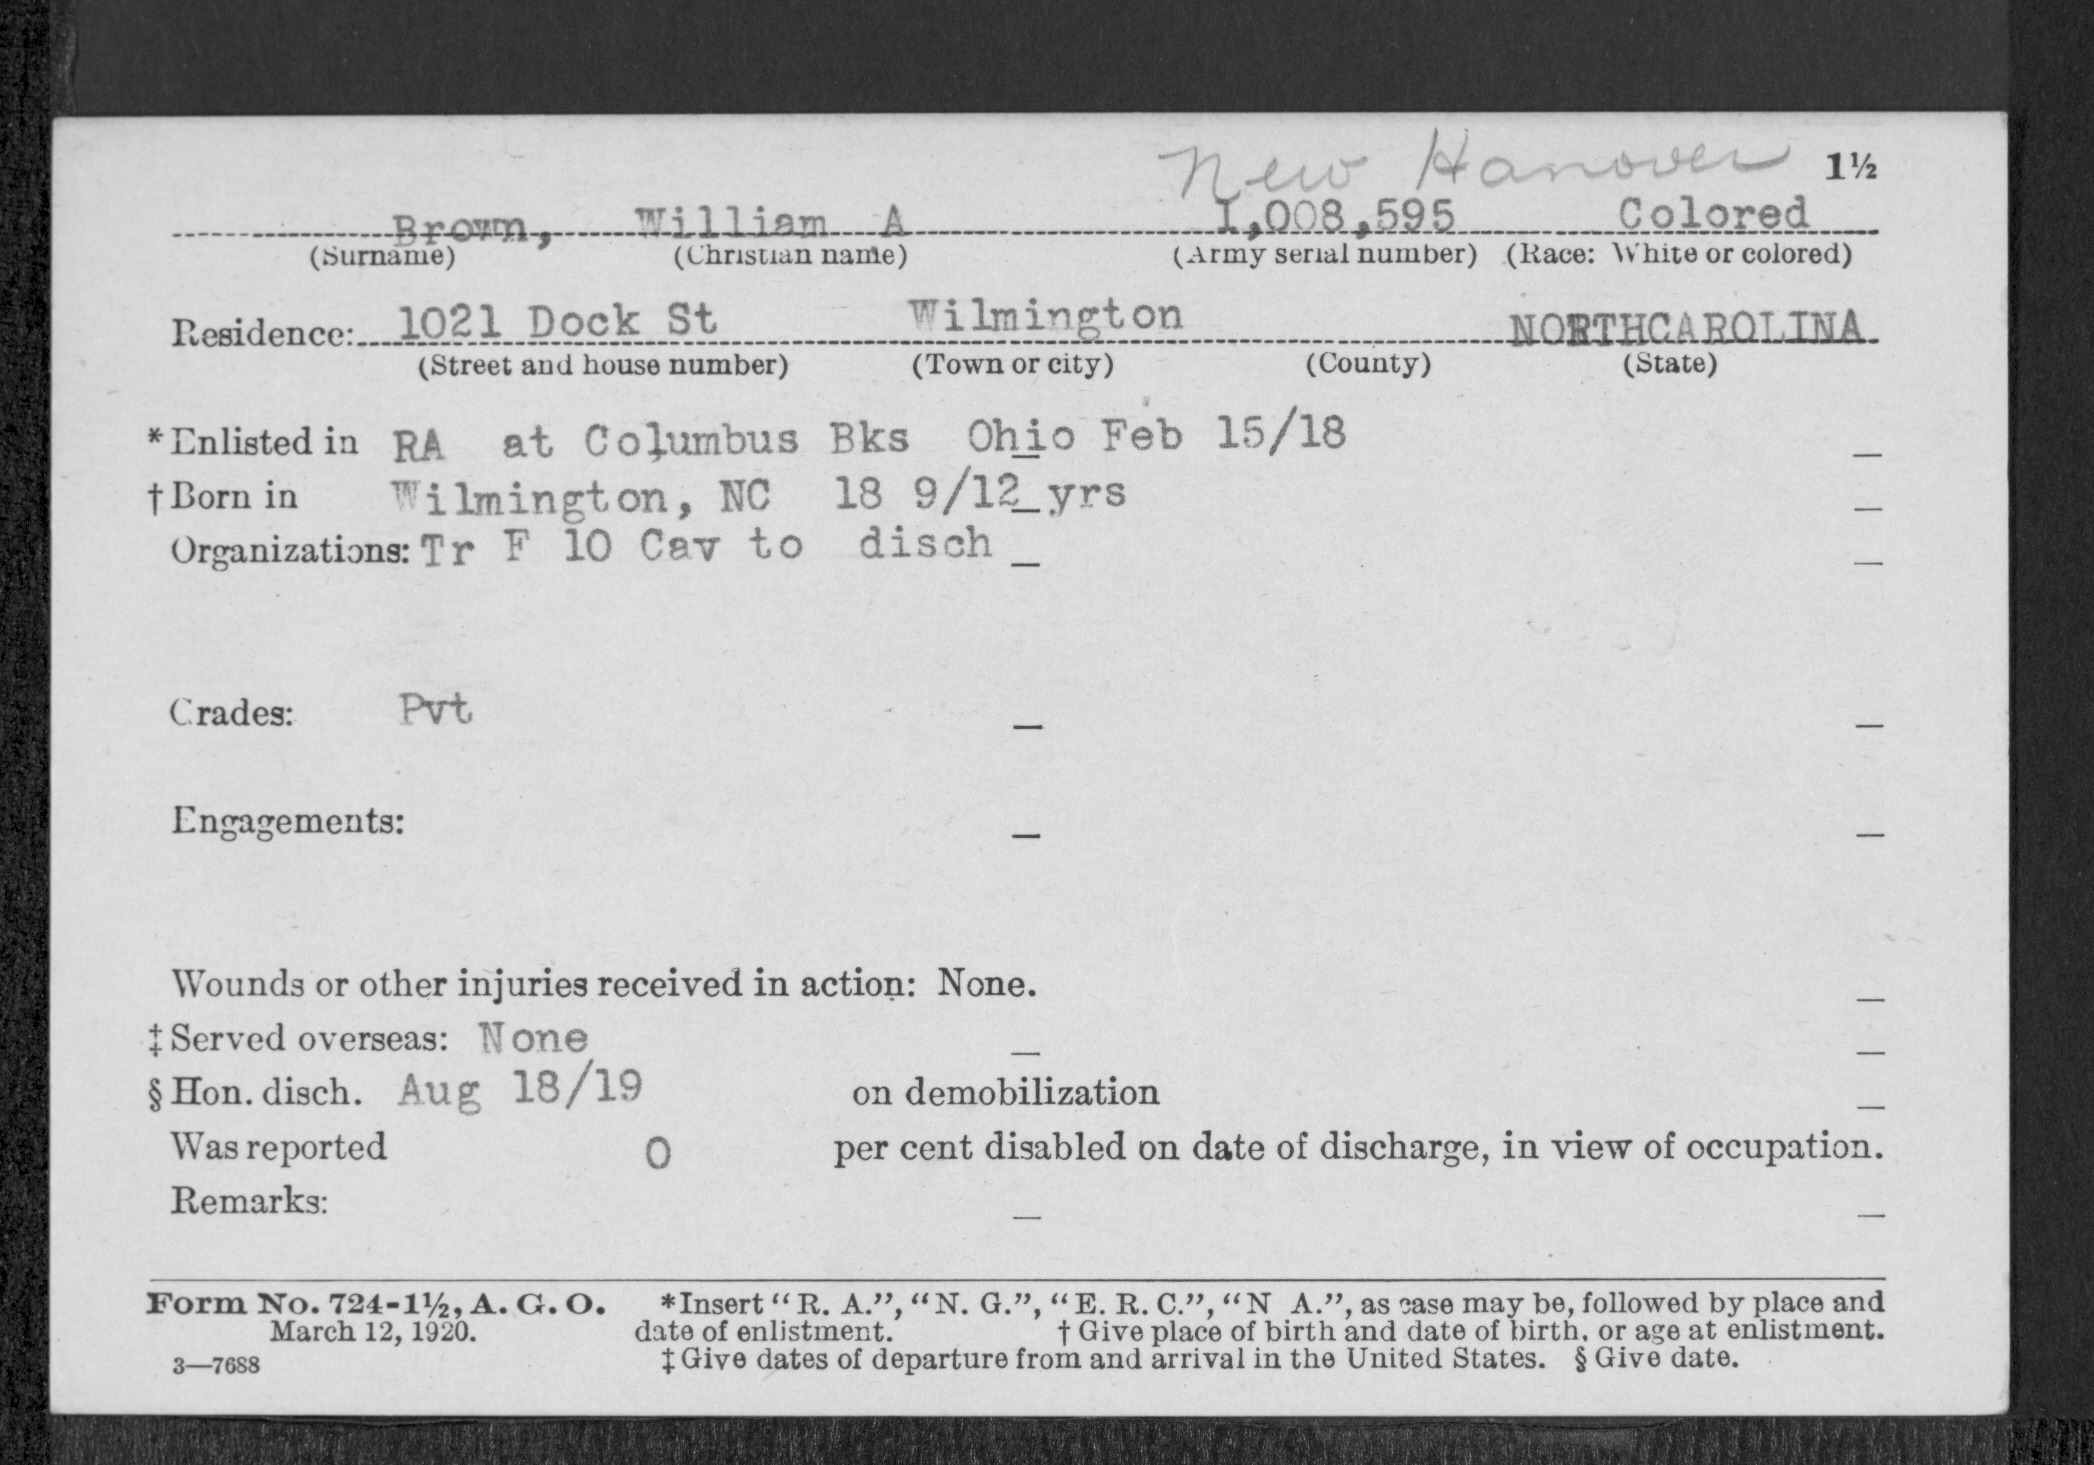 New Hanover 1½
Brown, William A 1,008,595 Colored
(Surname) (Christian name) (Army serial number) (Race: White or colored)
Residence: 1021 Dock St Wilmington NORTHCAROLINA
(Street and house number) (Town or city) (County) (State)
*Enlisted in RA at Columbus Bks Ohio Feb 15/18
†Born in Wilmington, NC 18 9/12 yrs
Organizations: Tr F 10 Cav to disch
Grades: Pvt
Engagements:
Wounds or other injuries received in action: None.
‡Served overseas: None
§Hon. disch. Aug 18/19 on demobilization
Was reported 0 per cent disabled on date of discharge, in view of occupation.
Remarks:
Form No. 724-1½, A. G. O. *Insert "R. A.", "N. G.", "E. R. C.", "N A.", as case may be, followed by place and
March 12, 1920. date of enlistment. †Give place of birth and date of birth, or age at enlistment.
3—7688 ‡Give dates of departure from and arrival in the United States. §Give date.